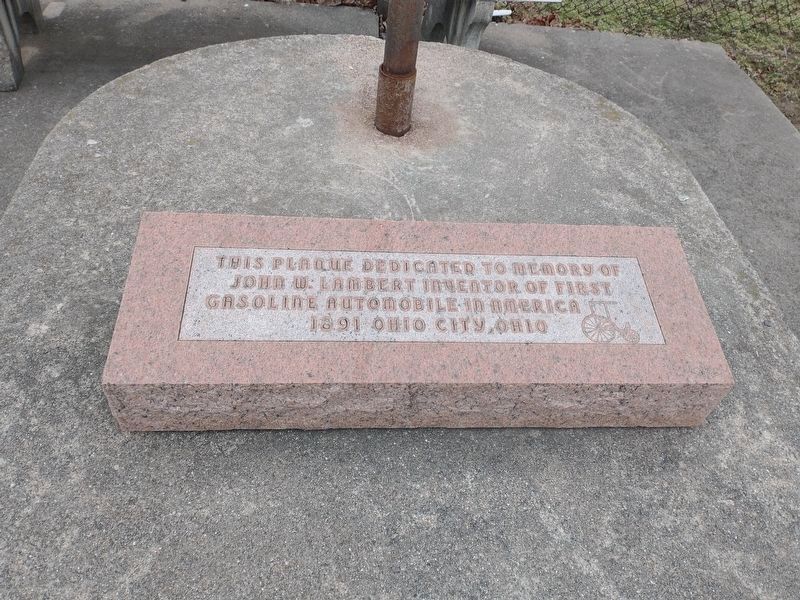 THIS PLAQUE DEDICATED TO MEMORY OF
JOHN W. LAMBERT INVENTOR OF FIRST
GASOLINE AUTOMOBILE IN AMERICA
1891 OHIO CITY, OHIO